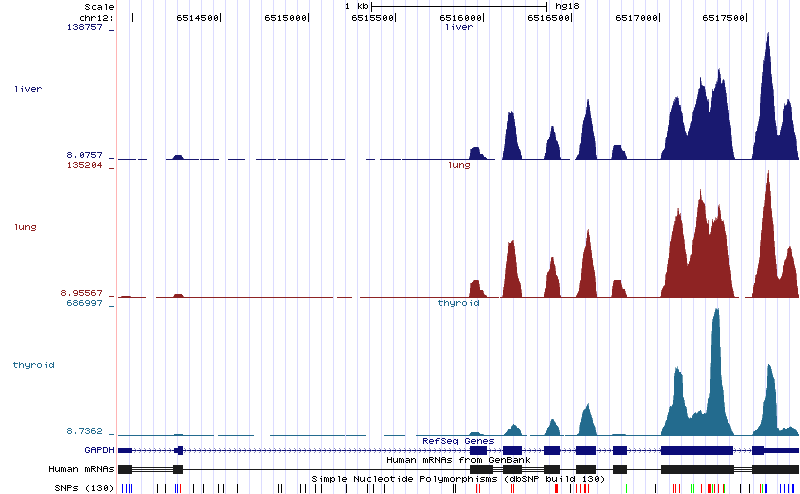 Scale 1 kb hg18
chr12: 6514500 6515000 6515500 6516000 6516500 6517000 6517500
138757 liver
liver
8.0757
135204 lung
lung
8.95567
686997 thyroid
thyroid
8.7362
RefSeq Genes
GAPDH
Human mRNAs from GenBank
Human mRNAs
Simple Nucleotide Polymorphisms (dbSNP build 130)
SNPs (130)